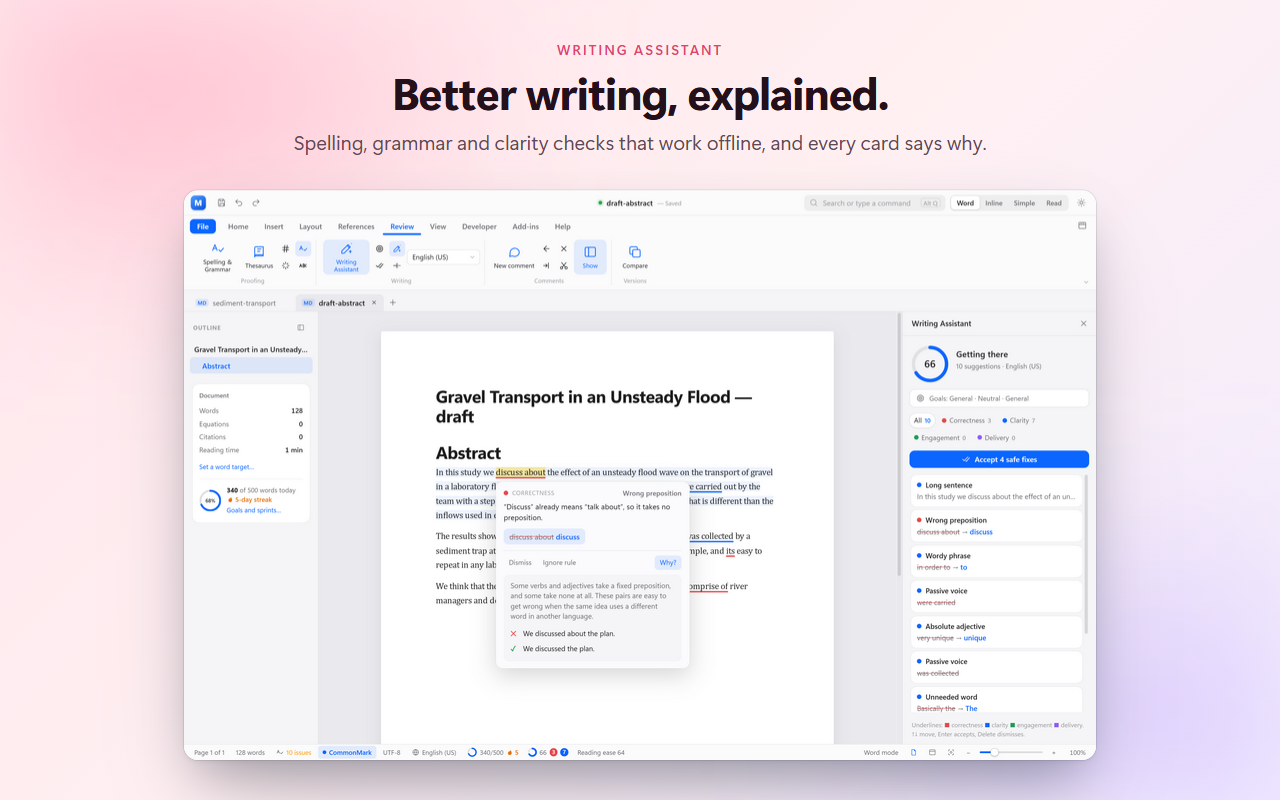 WRITING ASSISTANT
Better writing, explained.
Spelling, grammar and clarity checks that work offline, and every card says why.
M
draft-abstract — Saved
Search or type a command Alt Q
Word Inline Simple Read
File Home Insert Layout References Review View Developer Add-ins Help
Spelling & Grammar
Thesaurus
Writing Assistant
English (US)
New comment
Show
Compare
Proofing Writing Comments Versions
MD sediment-transport
MD draft-abstract × +
OUTLINE
Gravel Transport in an Unsteady...
Abstract
Document
Words 128
Equations 0
Citations 0
Reading time 1 min
Set a word target...
68%
340 of 500 words today
5-day streak
Goals and sprints...
Gravel Transport in an Unsteady Flood —
draft
Abstract
In this study we discuss about the effect of an unsteady flood wave on the transport of gravel
in a laboratory fl
e carried out by the
team with a step
hat is different than the
inflows used in
The results show
was collected by a
sediment trap at
mple, and its easy to
repeat in any lab
We think that the
omprise of river
managers and d
CORRECTNESS Wrong preposition
"Discuss" already means "talk about", so it takes no
preposition.
discuss about discuss
Dismiss Ignore rule Why?
Some verbs and adjectives take a fixed preposition,
and some take none at all. These pairs are easy to
get wrong when the same idea uses a different
word in another language.
✕ We discussed about the plan.
✓ We discussed the plan.
Writing Assistant ×
66
Getting there
10 suggestions · English (US)
Goals: General · Neutral · General
All 10 Correctness 3 Clarity 7
Engagement 0 Delivery 0
Accept 4 safe fixes
Long sentence
In this study we discuss about the effect of an un...
Wrong preposition
discuss about → discuss
Wordy phrase
in order to → to
Passive voice
were carried
Absolute adjective
very unique → unique
Passive voice
was collected
Unneeded word
Basically the → The
Underlines: correctness clarity engagement delivery.
↑↓ move, Enter accepts, Delete dismisses.
Page 1 of 1 128 words 10 issues CommonMark UTF-8 English (US) 340/500 5 66 3 7 Reading ease 64 Word mode − + 100%